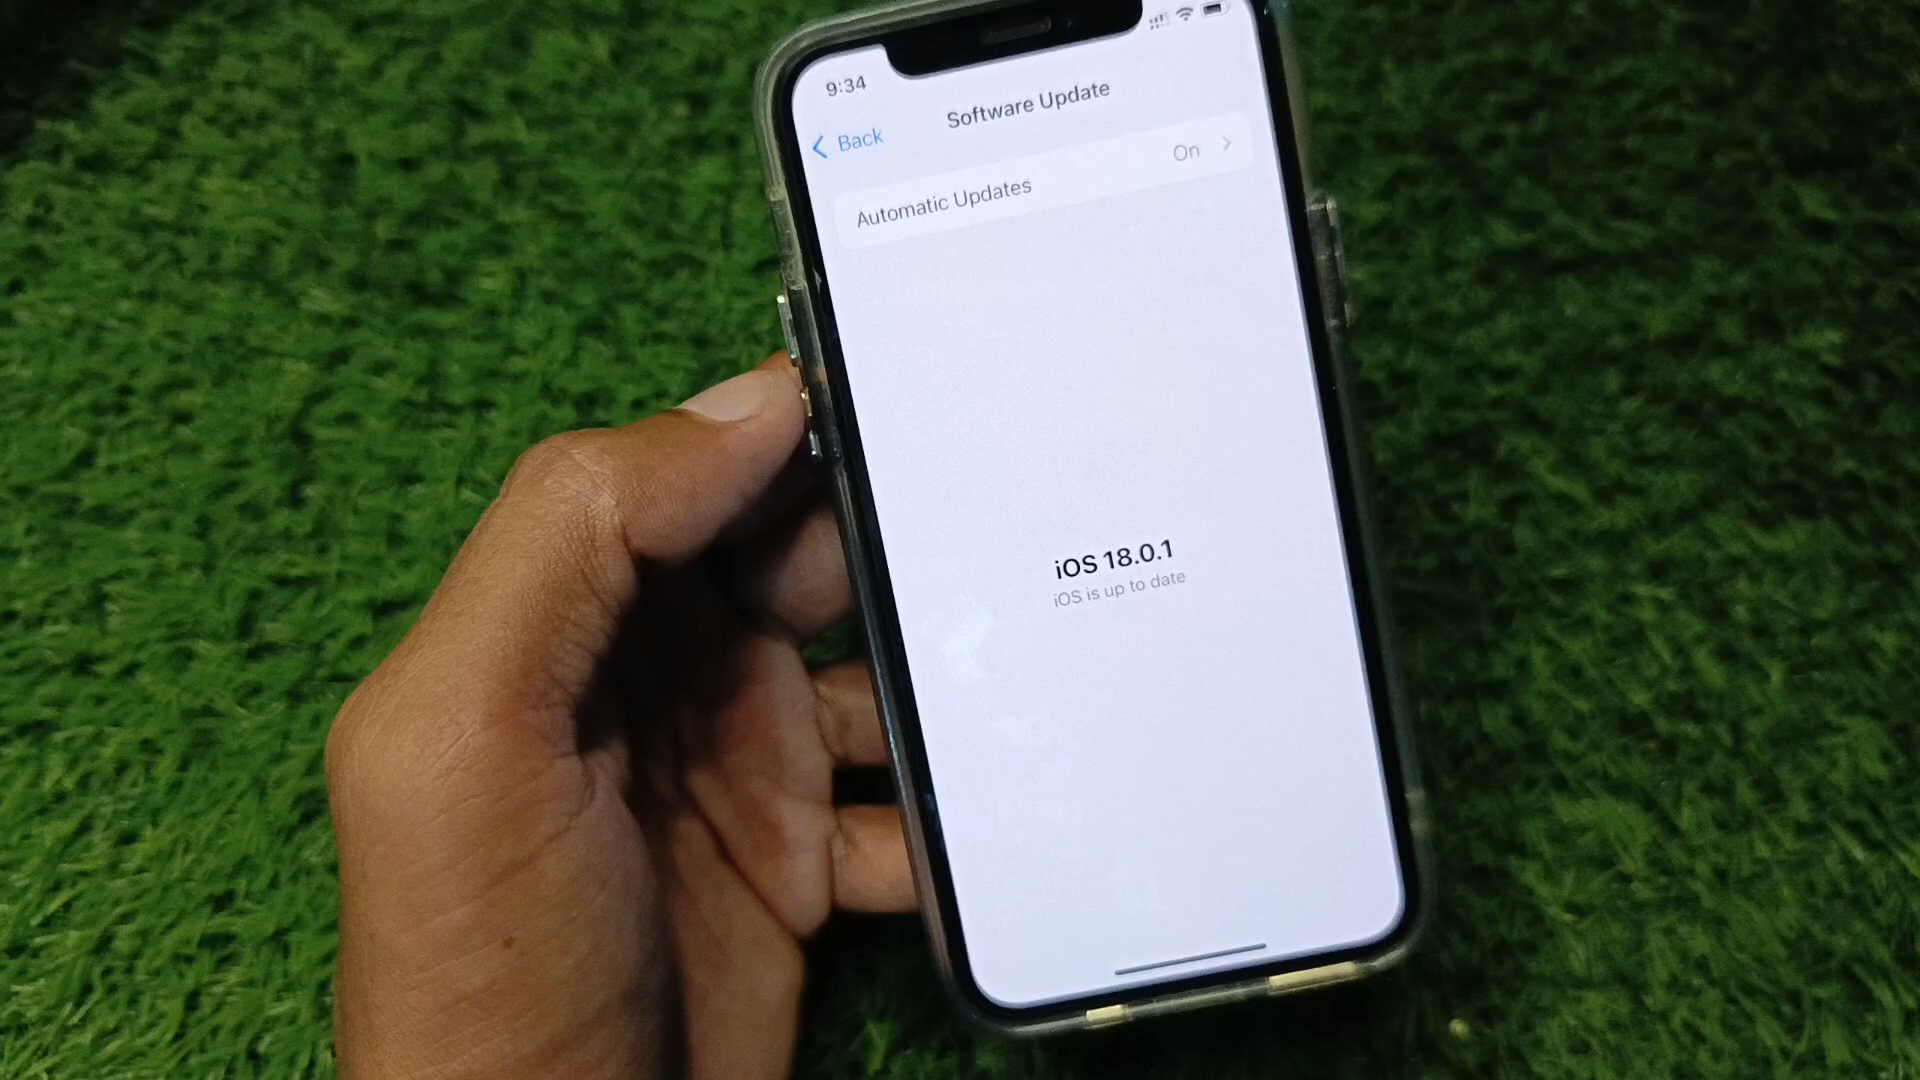 9:34
Back
Software Update
Automatic Updates
On
iOS 18.0.1
iOS is up to date